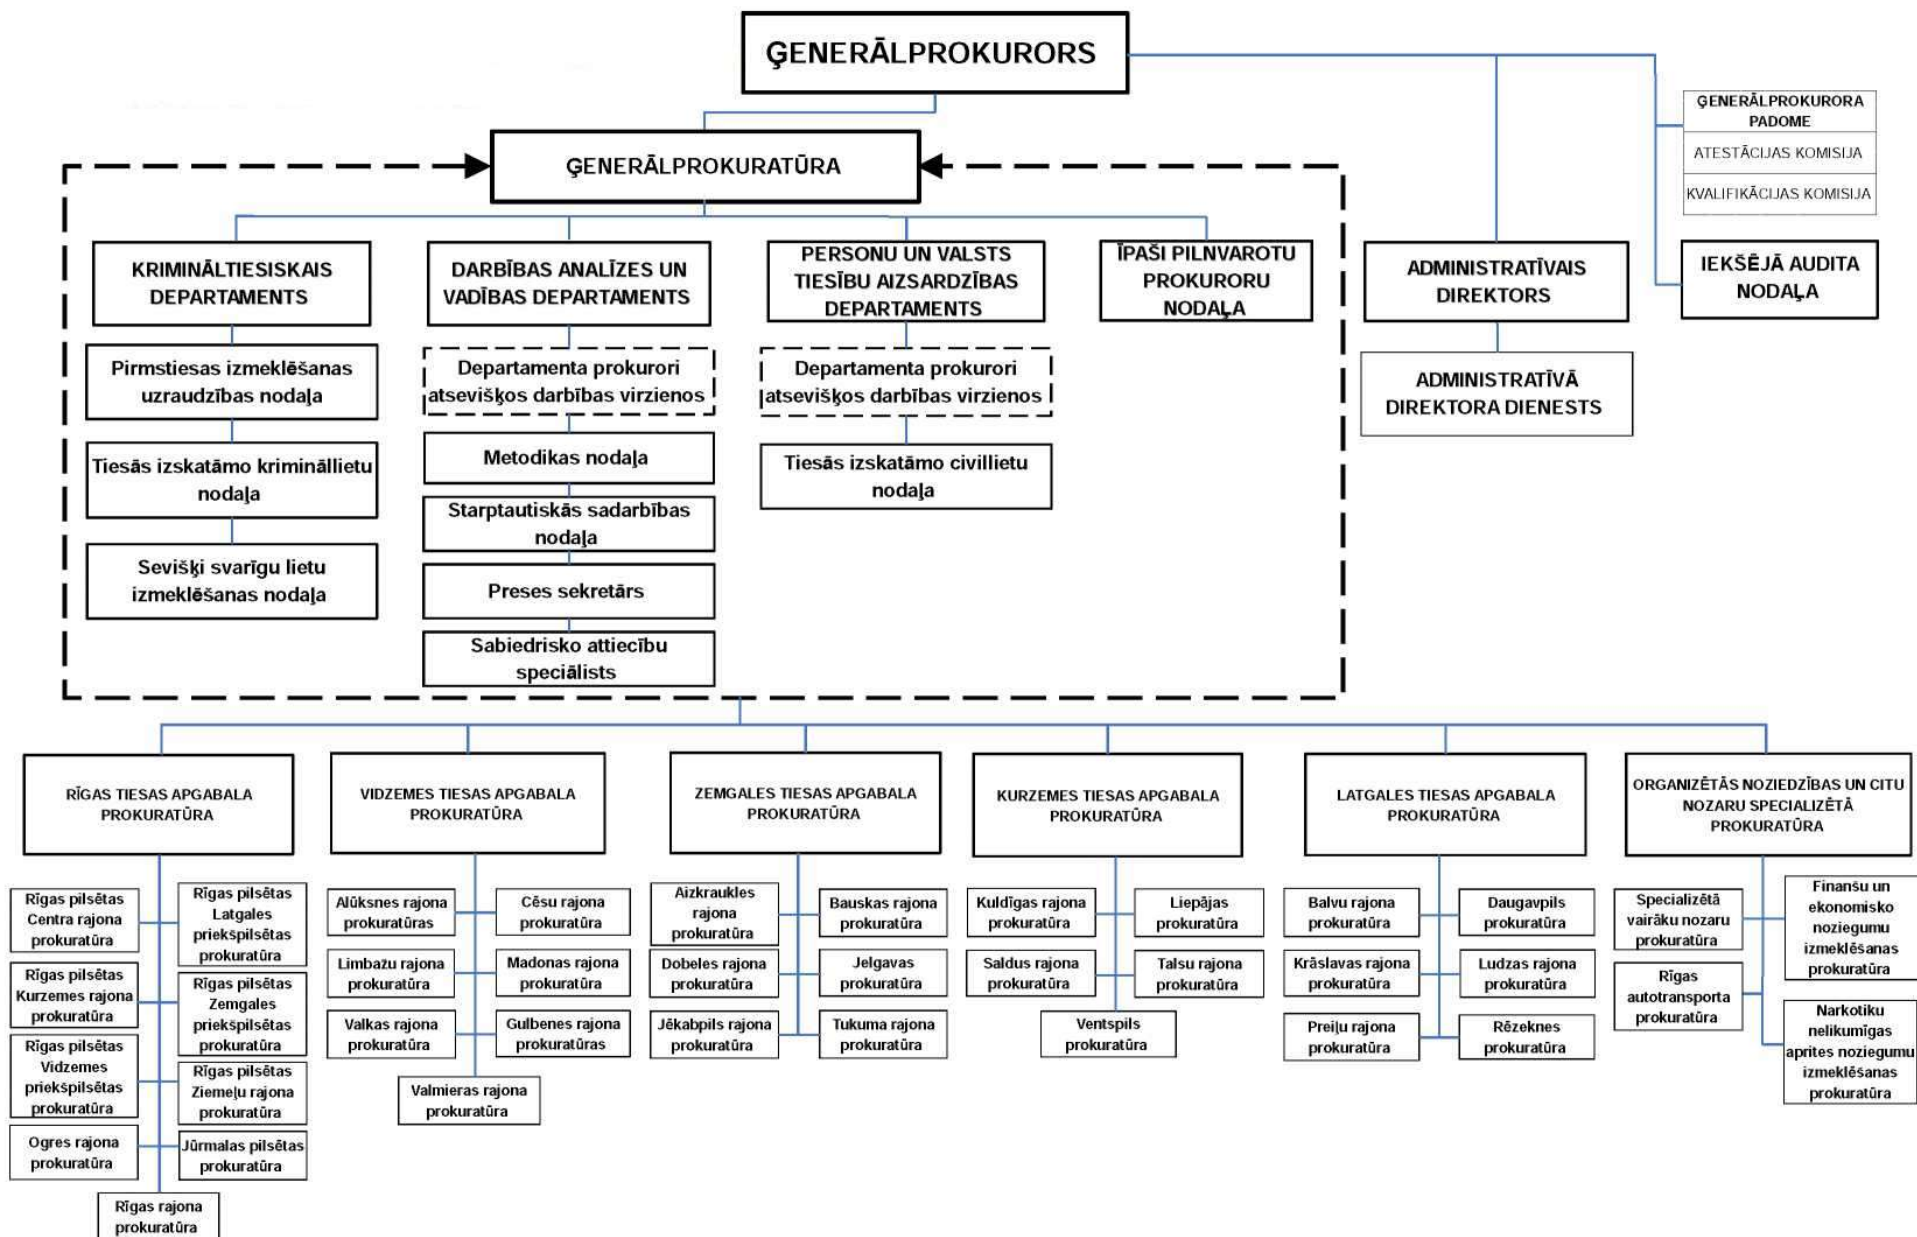 ĢENERĀLPROKURORS
ĢENERĀLPROKURORA
PADOME
ATESTĀCIJAS KOMISIJA
KVALIFIKĀCIJAS KOMISIJA
ĢENERĀLPROKURATŪRA
KRIMINĀLTIESISKAIS
DEPARTAMENTS
DARBĪBAS ANALĪZES UN
VADĪBAS DEPARTAMENTS
PERSONU UN VALSTS
TIESĪBU AIZSARDZĪBAS
DEPARTAMENTS
ĪPAŠI PILNVAROTU
PROKURORU
NODAĻA
ADMINISTRATĪVAIS
DIREKTORS
IEKŠĒJĀ AUDITA
NODAĻA
Pirmstiesas izmeklēšanas
uzraudzības nodaļa
Tiesās izskatāmo krimināllietu
nodaļa
Sevišķi svarīgu lietu
izmeklēšanas nodaļa
Departamenta prokurori
atsevišķos darbības virzienos
Metodikas nodaļa
Starptautiskās sadarbības
nodaļa
Preses sekretārs
Sabiedrisko attiecību
speciālists
Departamenta prokurori
atsevišķos darbības virzienos
Tiesās izskatāmo civillietu
nodaļa
ADMINISTRATĪVĀ
DIREKTORA DIENESTS
RĪGAS TIESAS APGABALA
PROKURATŪRA
VIDZEMES TIESAS APGABALA
PROKURATŪRA
ZEMGALES TIESAS APGABALA
PROKURATŪRA
KURZEMES TIESAS APGABALA
PROKURATŪRA
LATGALES TIESAS APGABALA
PROKURATŪRA
ORGANIZĒTĀS NOZIEDZĪBAS UN CITU
NOZARU SPECIALIZĒTĀ
PROKURATŪRA
Rīgas pilsētas
Centra rajona
prokuratūra
Rīgas pilsētas
Latgales
priekšpilsētas
prokuratūra
Rīgas pilsētas
Kurzemes rajona
prokuratūra
Rīgas pilsētas
Zemgales
priekšpilsētas
prokuratūra
Rīgas pilsētas
Vidzemes
priekšpilsētas
prokuratūra
Rīgas pilsētas
Ziemeļu rajona
prokuratūra
Ogres rajona
prokuratūra
Jūrmalas pilsētas
prokuratūra
Rīgas rajona
prokuratūra
Alūksnes rajona
prokuratūras
Cēsu rajona
prokuratūra
Limbažu rajona
prokuratūra
Madonas rajona
prokuratūra
Valkas rajona
prokuratūra
Gulbenes rajona
prokuratūras
Valmieras rajona
prokuratūra
Aizkraukles
rajona
prokuratūra
Bauskas rajona
prokuratūra
Dobeles rajona
prokuratūra
Jelgavas
prokuratūra
Jēkabpils rajona
prokuratūra
Tukuma rajona
prokuratūra
Kuldīgas rajona
prokuratūra
Liepājas
prokuratūra
Saldus rajona
prokuratūra
Talsu rajona
prokuratūra
Ventspils
prokuratūra
Balvu rajona
prokuratūra
Daugavpils
prokuratūra
Krāslavas rajona
prokuratūra
Ludzas rajona
prokuratūra
Preiļu rajona
prokuratūra
Rēzeknes
prokuratūra
Specializētā
vairāku nozaru
prokuratūra
Finanšu un
ekonomisko
noziegumu
izmeklēšanas
prokuratūra
Rīgas
autotransporta
prokuratūra
Narkotiku
nelikumīgas
aprites noziegumu
izmeklēšanas
prokuratūra